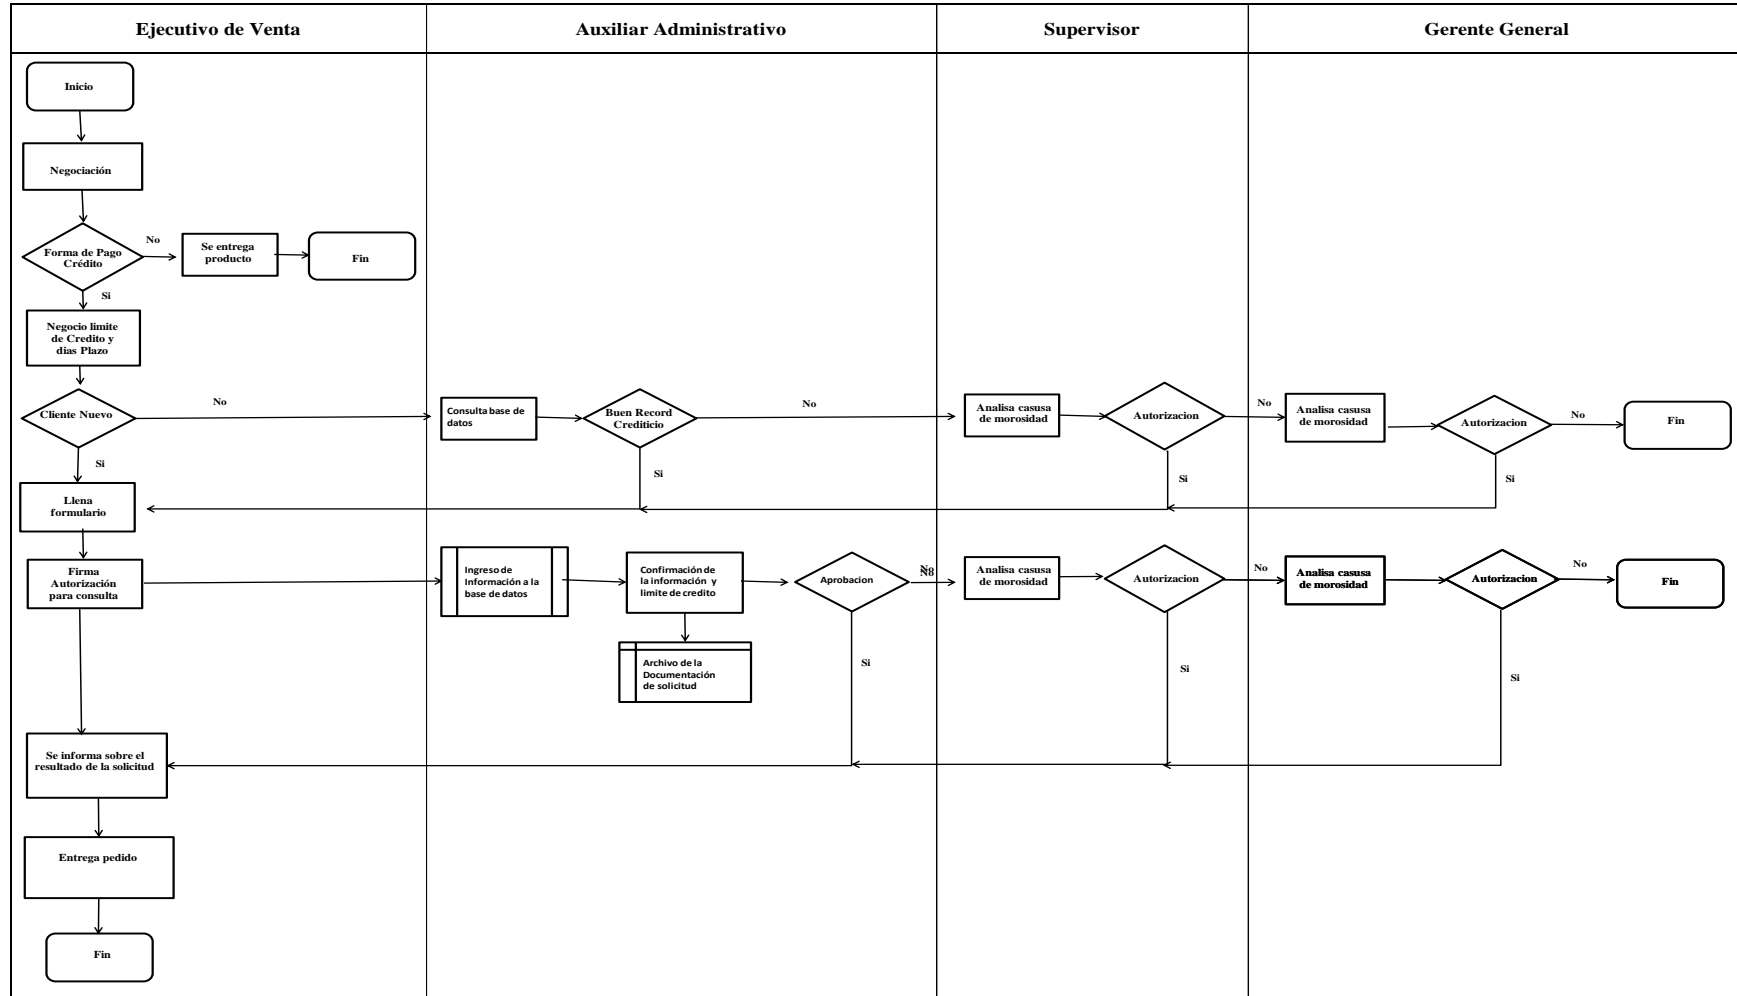 Ejecutivo de Venta
Auxiliar Administrativo
Supervisor
Gerente General
Inicio
Negociación
Forma de Pago
Crédito
No
Se entrega
producto
Fin
Si
Negocio limite
de Credito y
dias Plazo
Cliente Nuevo
No
Consulta base de
datos
Buen Record
Crediticio
No
Analisa casusa
de morosidad
Autorizacion
No
Analisa casusa
de morosidad
Autorizacion
No
Fin
Si
Si
Si
Si
Llena
formulario
Firma
Autorización
para consulta
Ingreso de
Información a la
base de datos
Confirmación de
la información y
limite de credito
Aprobacion
No
Analisa casusa
de morosidad
Autorizacion
No
Analisa casusa
de morosidad
Autorizacion
No
Fin
Archivo de la
Documentación
de solicitud
Si
Si
Si
Se informa sobre el
resultado de la solicitud
Entrega pedido
Fin